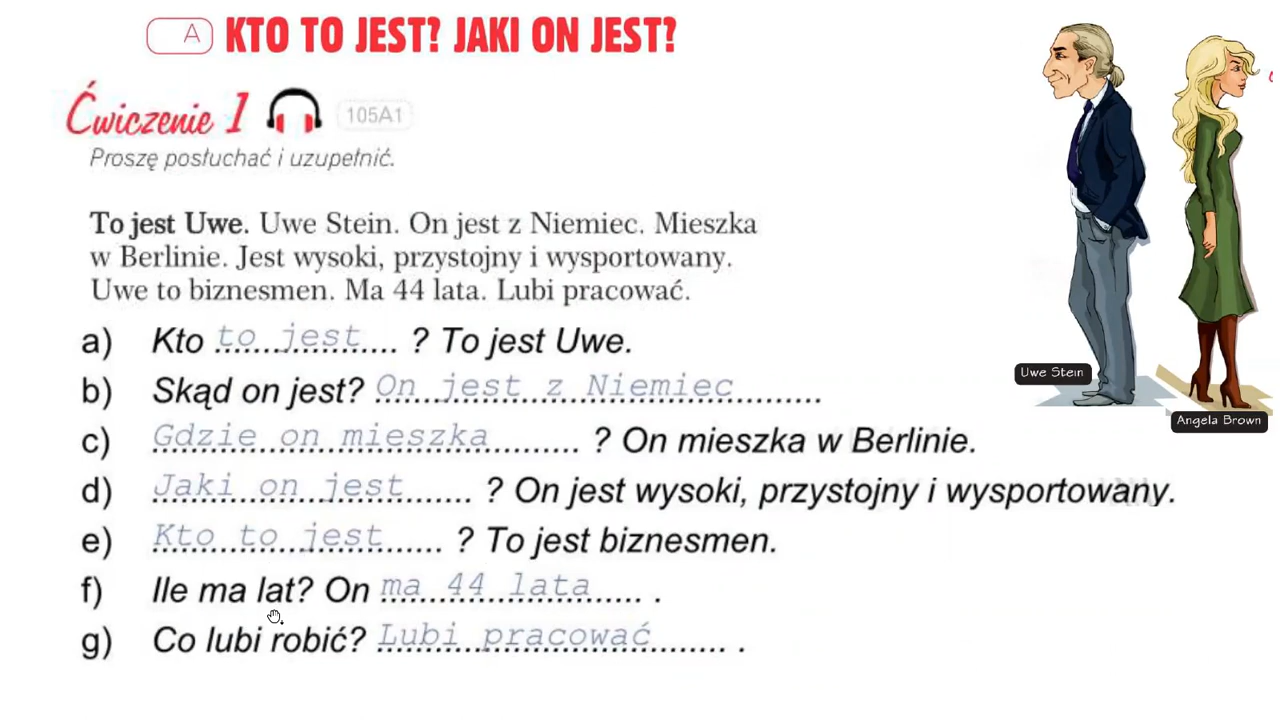 A KTO TO JEST? JAKI ON JEST?
Ćwiczenie 1 105A1
Proszę posłuchać i uzupełnić.
To jest Uwe. Uwe Stein. On jest z Niemiec. Mieszka
w Berlinie. Jest wysoki, przystojny i wysportowany.
Uwe to biznesmen. Ma 44 lata. Lubi pracować.
a) Kto to jest ? To jest Uwe.
b) Skąd on jest? On jest z Niemiec
c) Gdzie on mieszka ? On mieszka w Berlinie.
d) Jaki on jest ? On jest wysoki, przystojny i wysportowany.
e) Kto to jest ? To jest biznesmen.
f) Ile ma lat? On ma 44 lata .
g) Co lubi robić? Lubi pracować .
Uwe Stein
Angela Brown